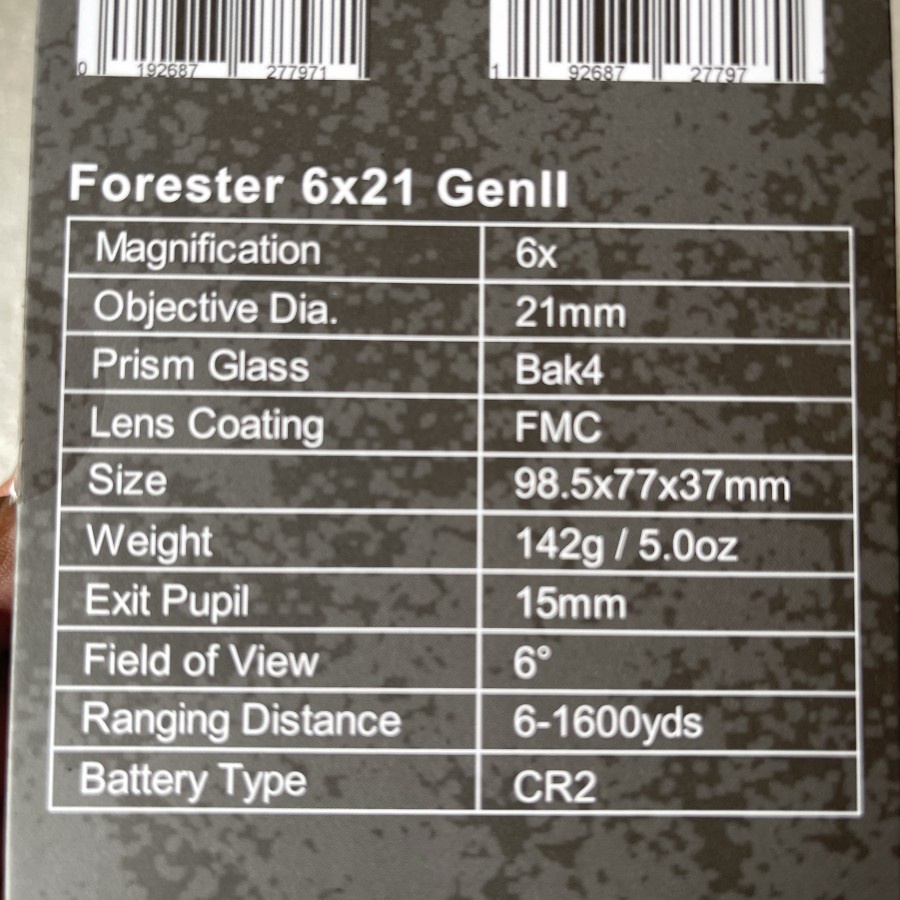 0 192687 277971
1 92687 27797
Forester 6x21 GenII
Magnification 6x
Objective Dia. 21mm
Prism Glass Bak4
Lens Coating FMC
Size 98.5x77x37mm
Weight 142g / 5.0oz
Exit Pupil 15mm
Field of View 6°
Ranging Distance 6-1600yds
Battery Type CR2